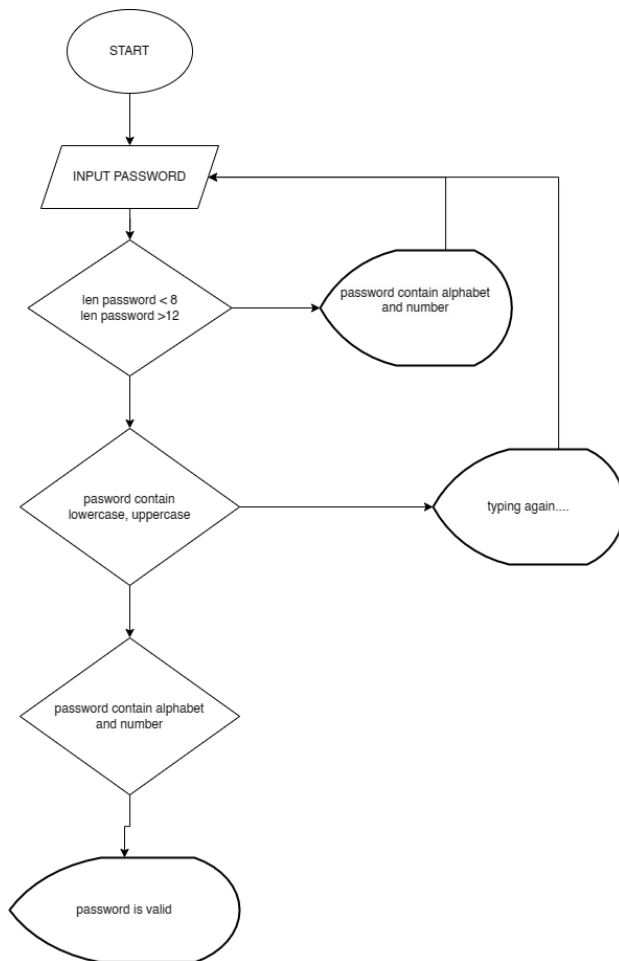 START
INPUT PASSWORD
len password < 8
len password >12
password contain alphabet
and number
pasword contain
lowercase, uppercase
typing again....
password contain alphabet
and number
password is valid